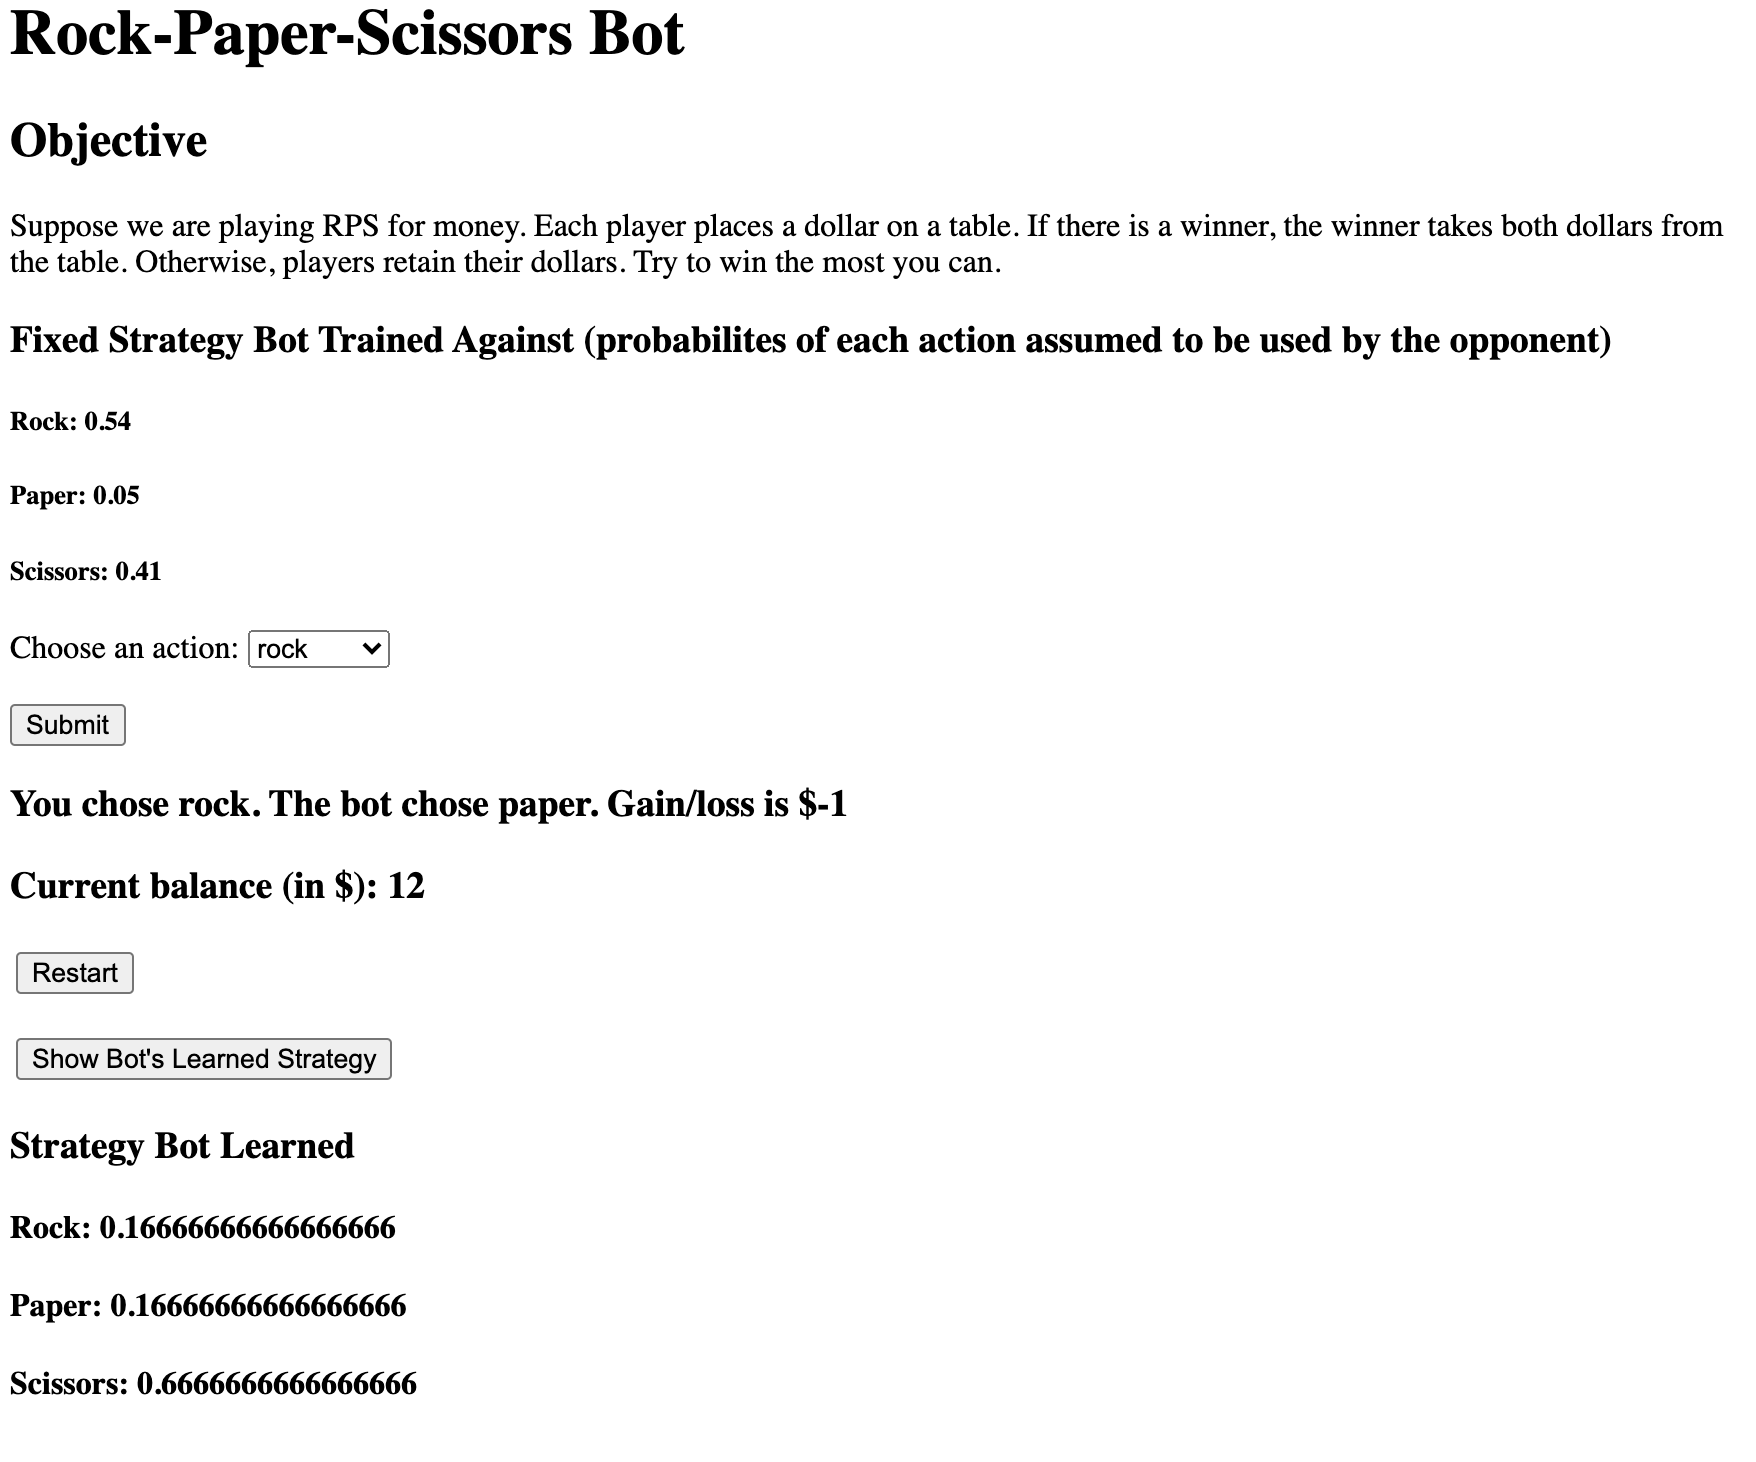 Rock-Paper-Scissors Bot
Objective
Suppose we are playing RPS for money. Each player places a dollar on a table. If there is a winner, the winner takes both dollars from
the table. Otherwise, players retain their dollars. Try to win the most you can.
Fixed Strategy Bot Trained Against (probabilites of each action assumed to be used by the opponent)
Rock: 0.54
Paper: 0.05
Scissors: 0.41
Choose an action: rock
Submit
You chose rock. The bot chose paper. Gain/loss is $-1
Current balance (in $): 12
Restart
Show Bot's Learned Strategy
Strategy Bot Learned
Rock: 0.16666666666666666
Paper: 0.16666666666666666
Scissors: 0.6666666666666666